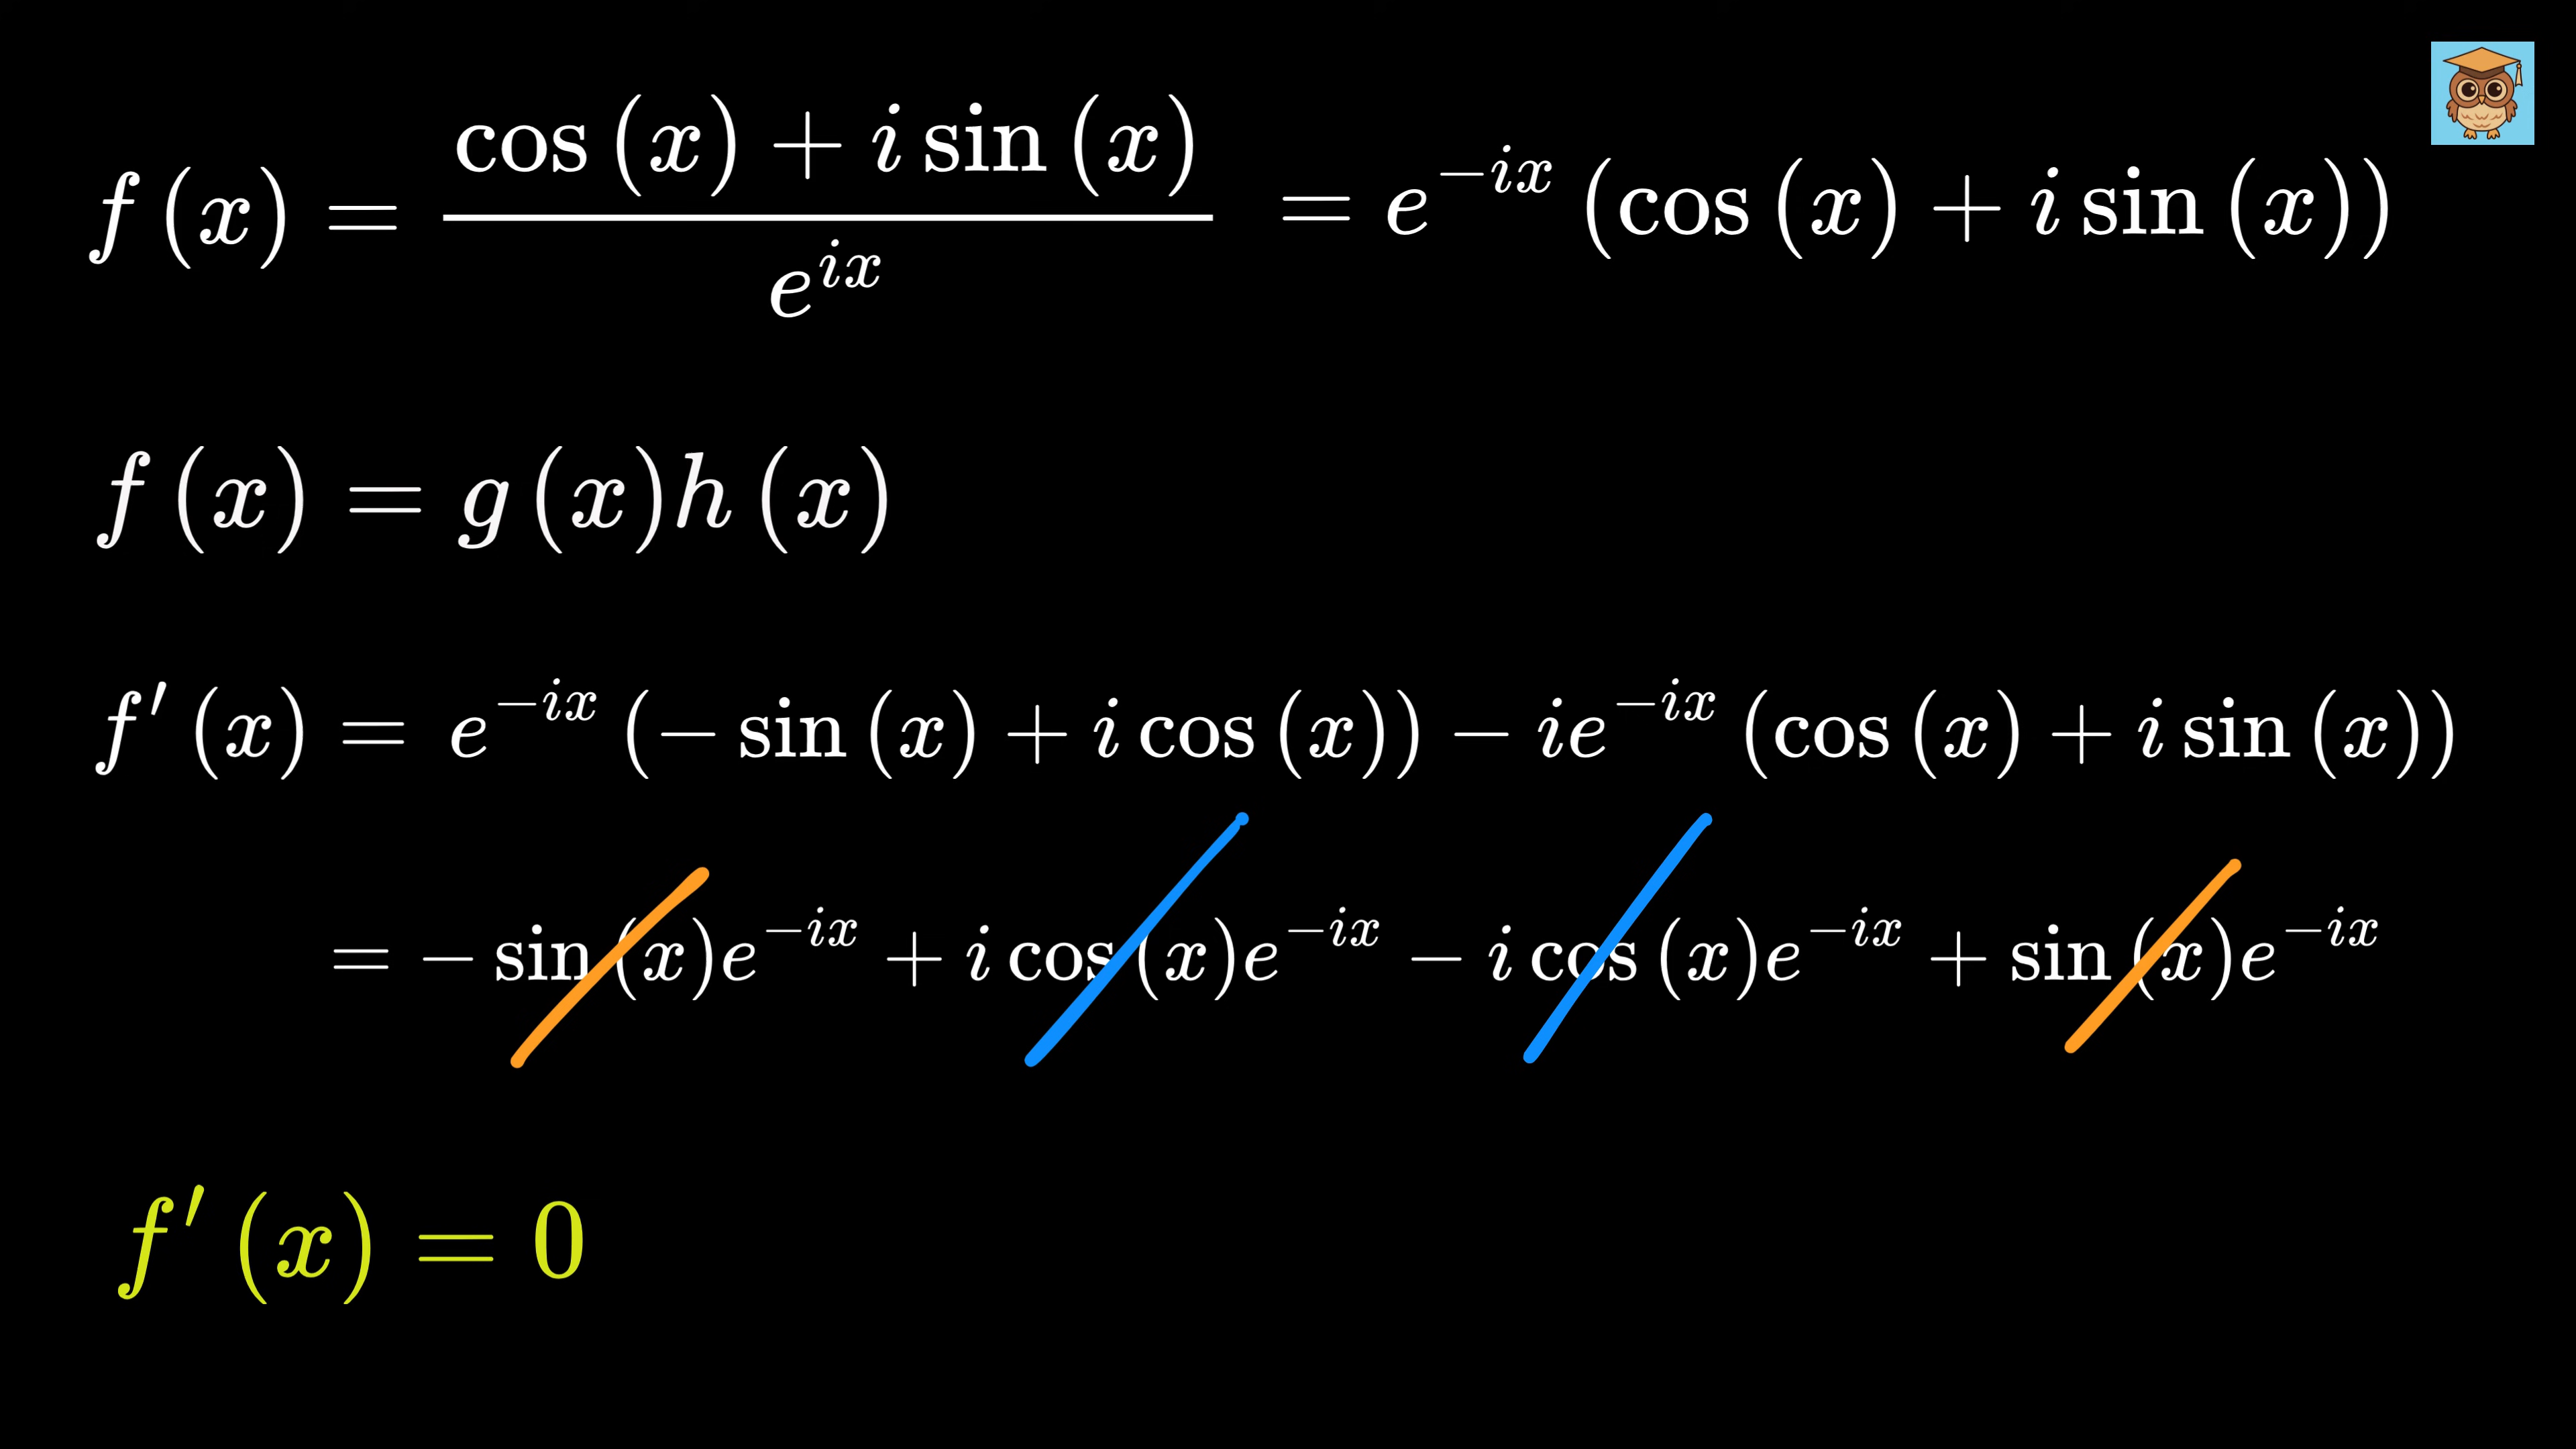 f (x) = \frac{cos (x) + i sin (x)}{e^{ix}} = e^{−ix} (cos (x) + i sin (x))
f (x) = g (x) h (x)
f′ (x) = e^{−ix} (− sin (x) + i cos (x)) − ie^{−ix} (cos (x) + i sin (x))
= − sin (x) e^{−ix} + i cos (x) e^{−ix} − i cos (x) e^{−ix} + sin (x) e^{−ix}
f′ (x) = 0